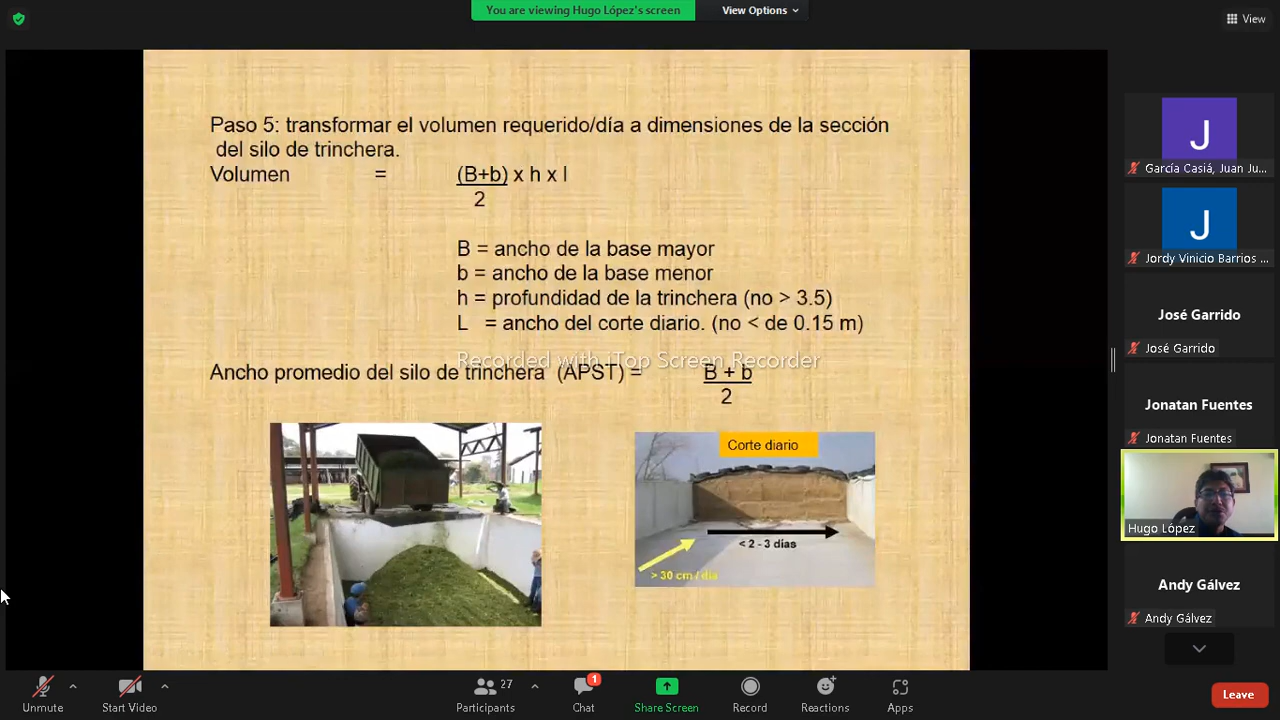 You are viewing Hugo López's screen
View Options
View
Paso 5: transformar el volumen requerido/día a dimensiones de la sección
del silo de trinchera.
Volumen = (B+b) x h x l
2
B = ancho de la base mayor
b = ancho de la base menor
h = profundidad de la trinchera (no > 3.5)
L = ancho del corte diario. (no < de 0.15 m)
Recorded with iTop Screen Recorder
Ancho promedio del silo de trinchera (APST) = B + b
2
Corte diario
< 2 - 3 días
> 30 cm / día
J
García Casiá, Juan Ju...
J
Jordy Vinicio Barrios ...
José Garrido
José Garrido
Jonatan Fuentes
Jonatan Fuentes
Hugo López
Andy Gálvez
Andy Gálvez
Unmute
Start Video
27
Participants
1
Chat
Share Screen
Record
Reactions
Apps
Leave